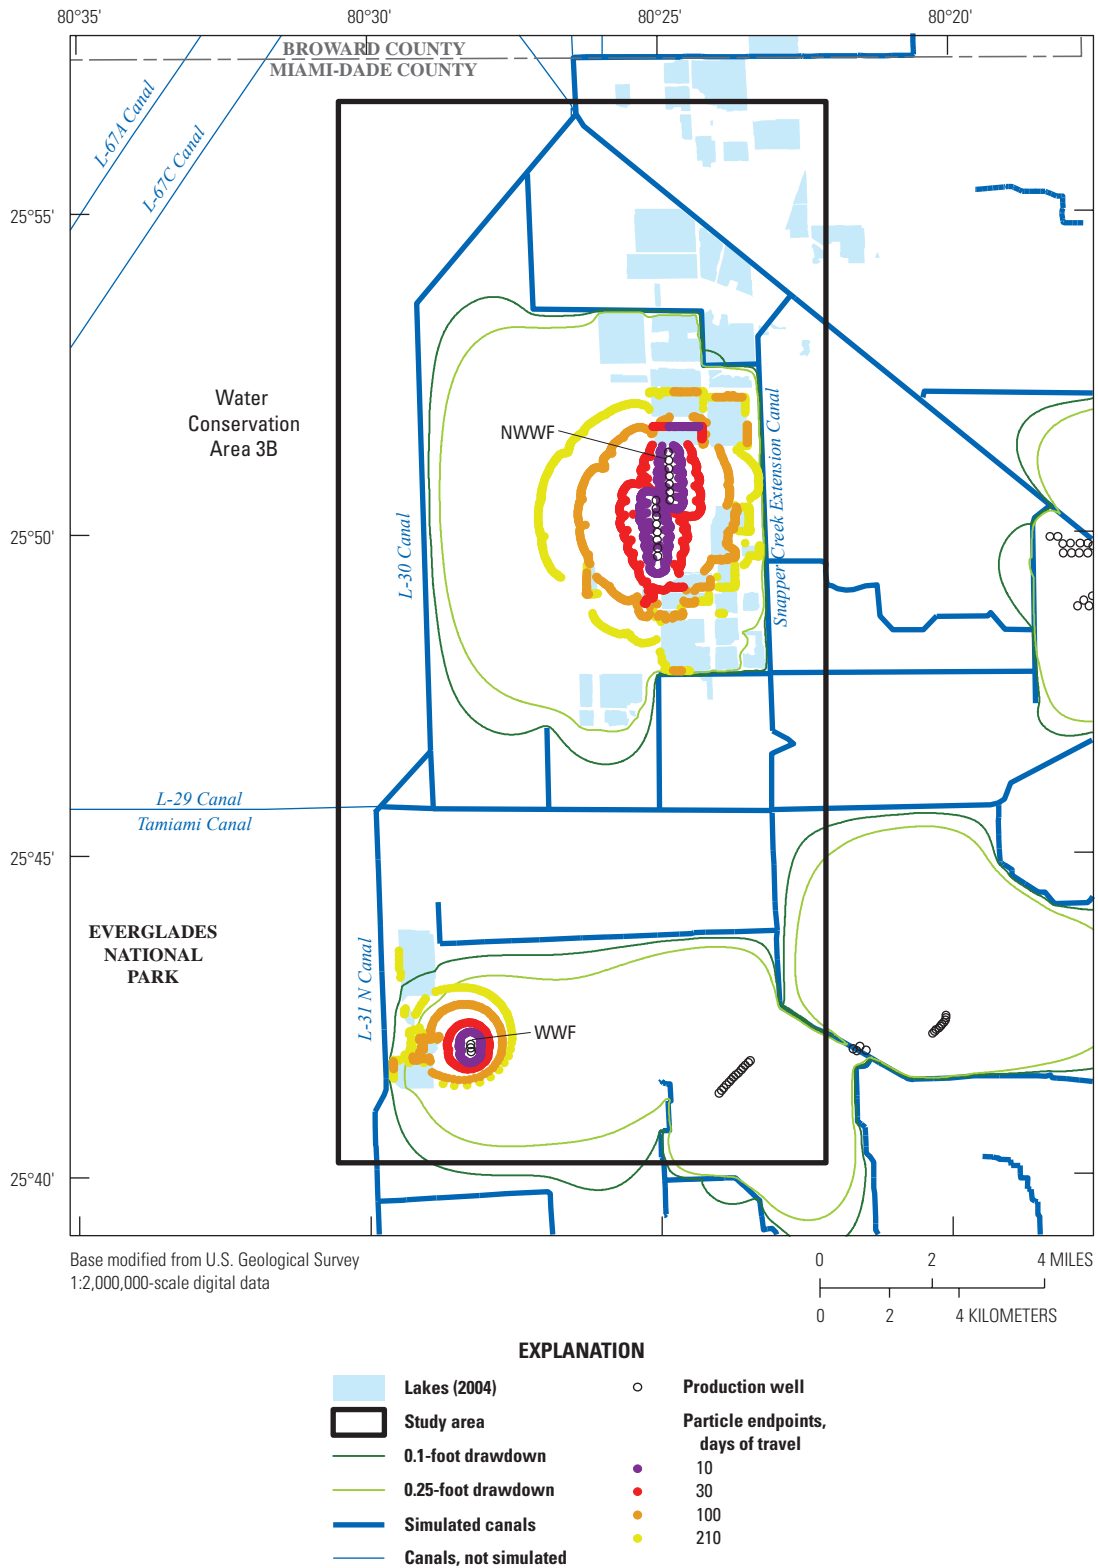 80°35'
80°30'
80°25'
80°20'
BROWARD COUNTY
MIAMI-DADE COUNTY
L-67A Canal
L-67C Canal
25°55'
Water
Conservation
Area 3B
NWWF
Snapper Creek Extension Canal
25°50'
L-30 Canal
L-29 Canal
Tamiami Canal
25°45'
EVERGLADES
NATIONAL
PARK
L-31 N Canal
WWF
25°40'
Base modified from U.S. Geological Survey
1:2,000,000-scale digital data
0 2 4 MILES
0 2 4 KILOMETERS
EXPLANATION
Lakes (2004)
Study area
0.1-foot drawdown
0.25-foot drawdown
Simulated canals
Canals, not simulated
Production well
Particle endpoints,
days of travel
10
30
100
210